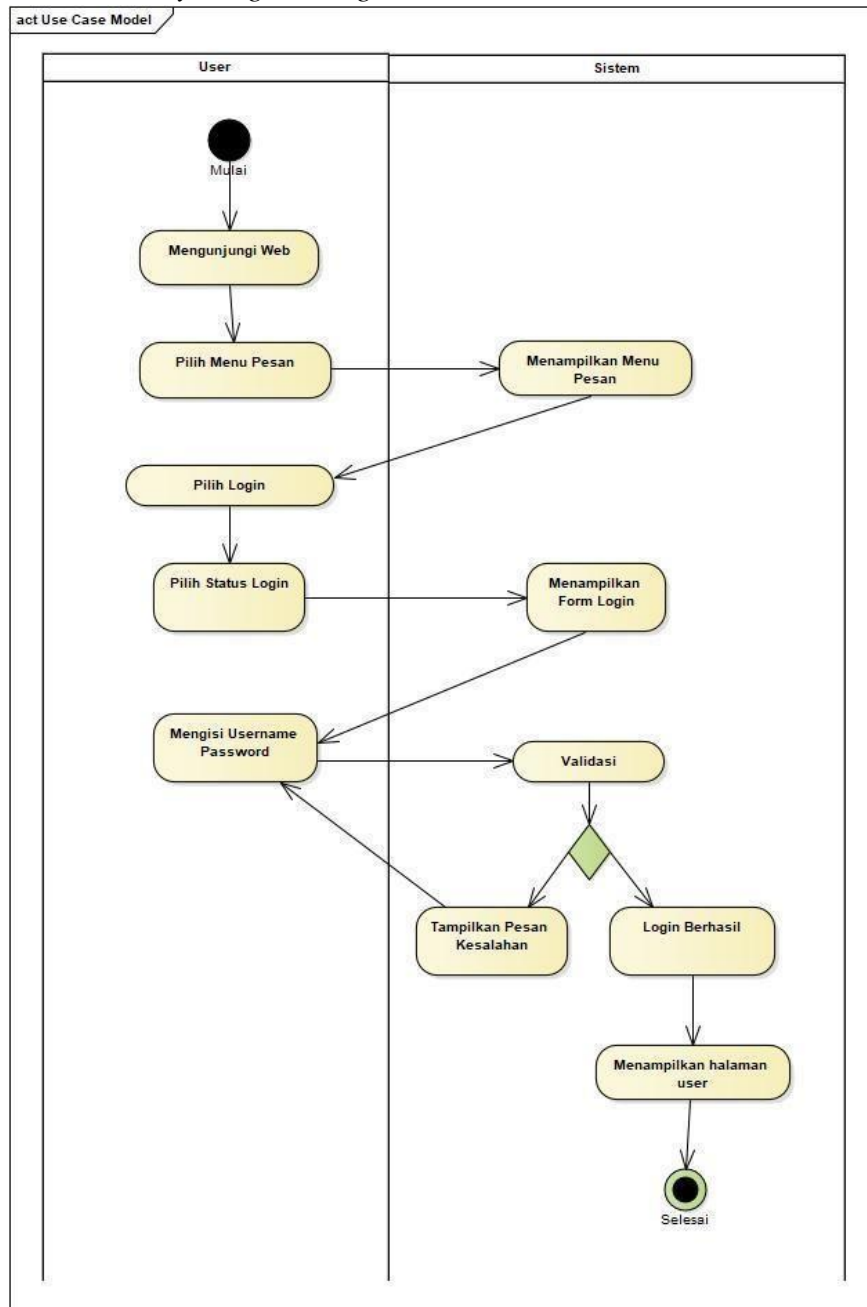 act Use Case Model
User
Sistem
Mulai
Mengunjungi Web
Pilih Menu Pesan
Menampilkan Menu
Pesan
Pilih Login
Pilih Status Login
Menampilkan
Form Login
Mengisi Username
Password
Validasi
Tampilkan Pesan
Kesalahan
Login Berhasil
Menampilkan halaman
user
Selesai